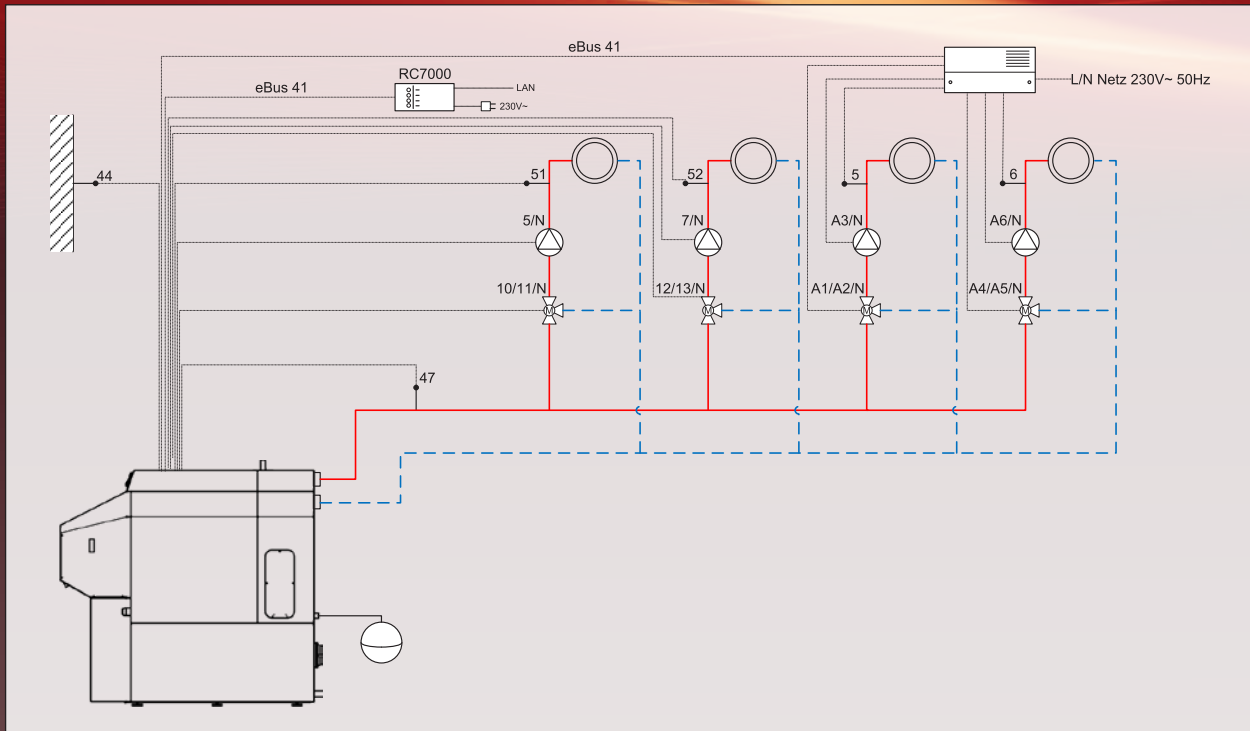 eBus 41
RC7000
eBus 41
LAN
230V~
L/N Netz 230V~ 50Hz
44
51
52
5
6
5/N
7/N
A3/N
A6/N
10/11/N
12/13/N
A1/A2/N
A4/A5/N
M
M
M
M
47